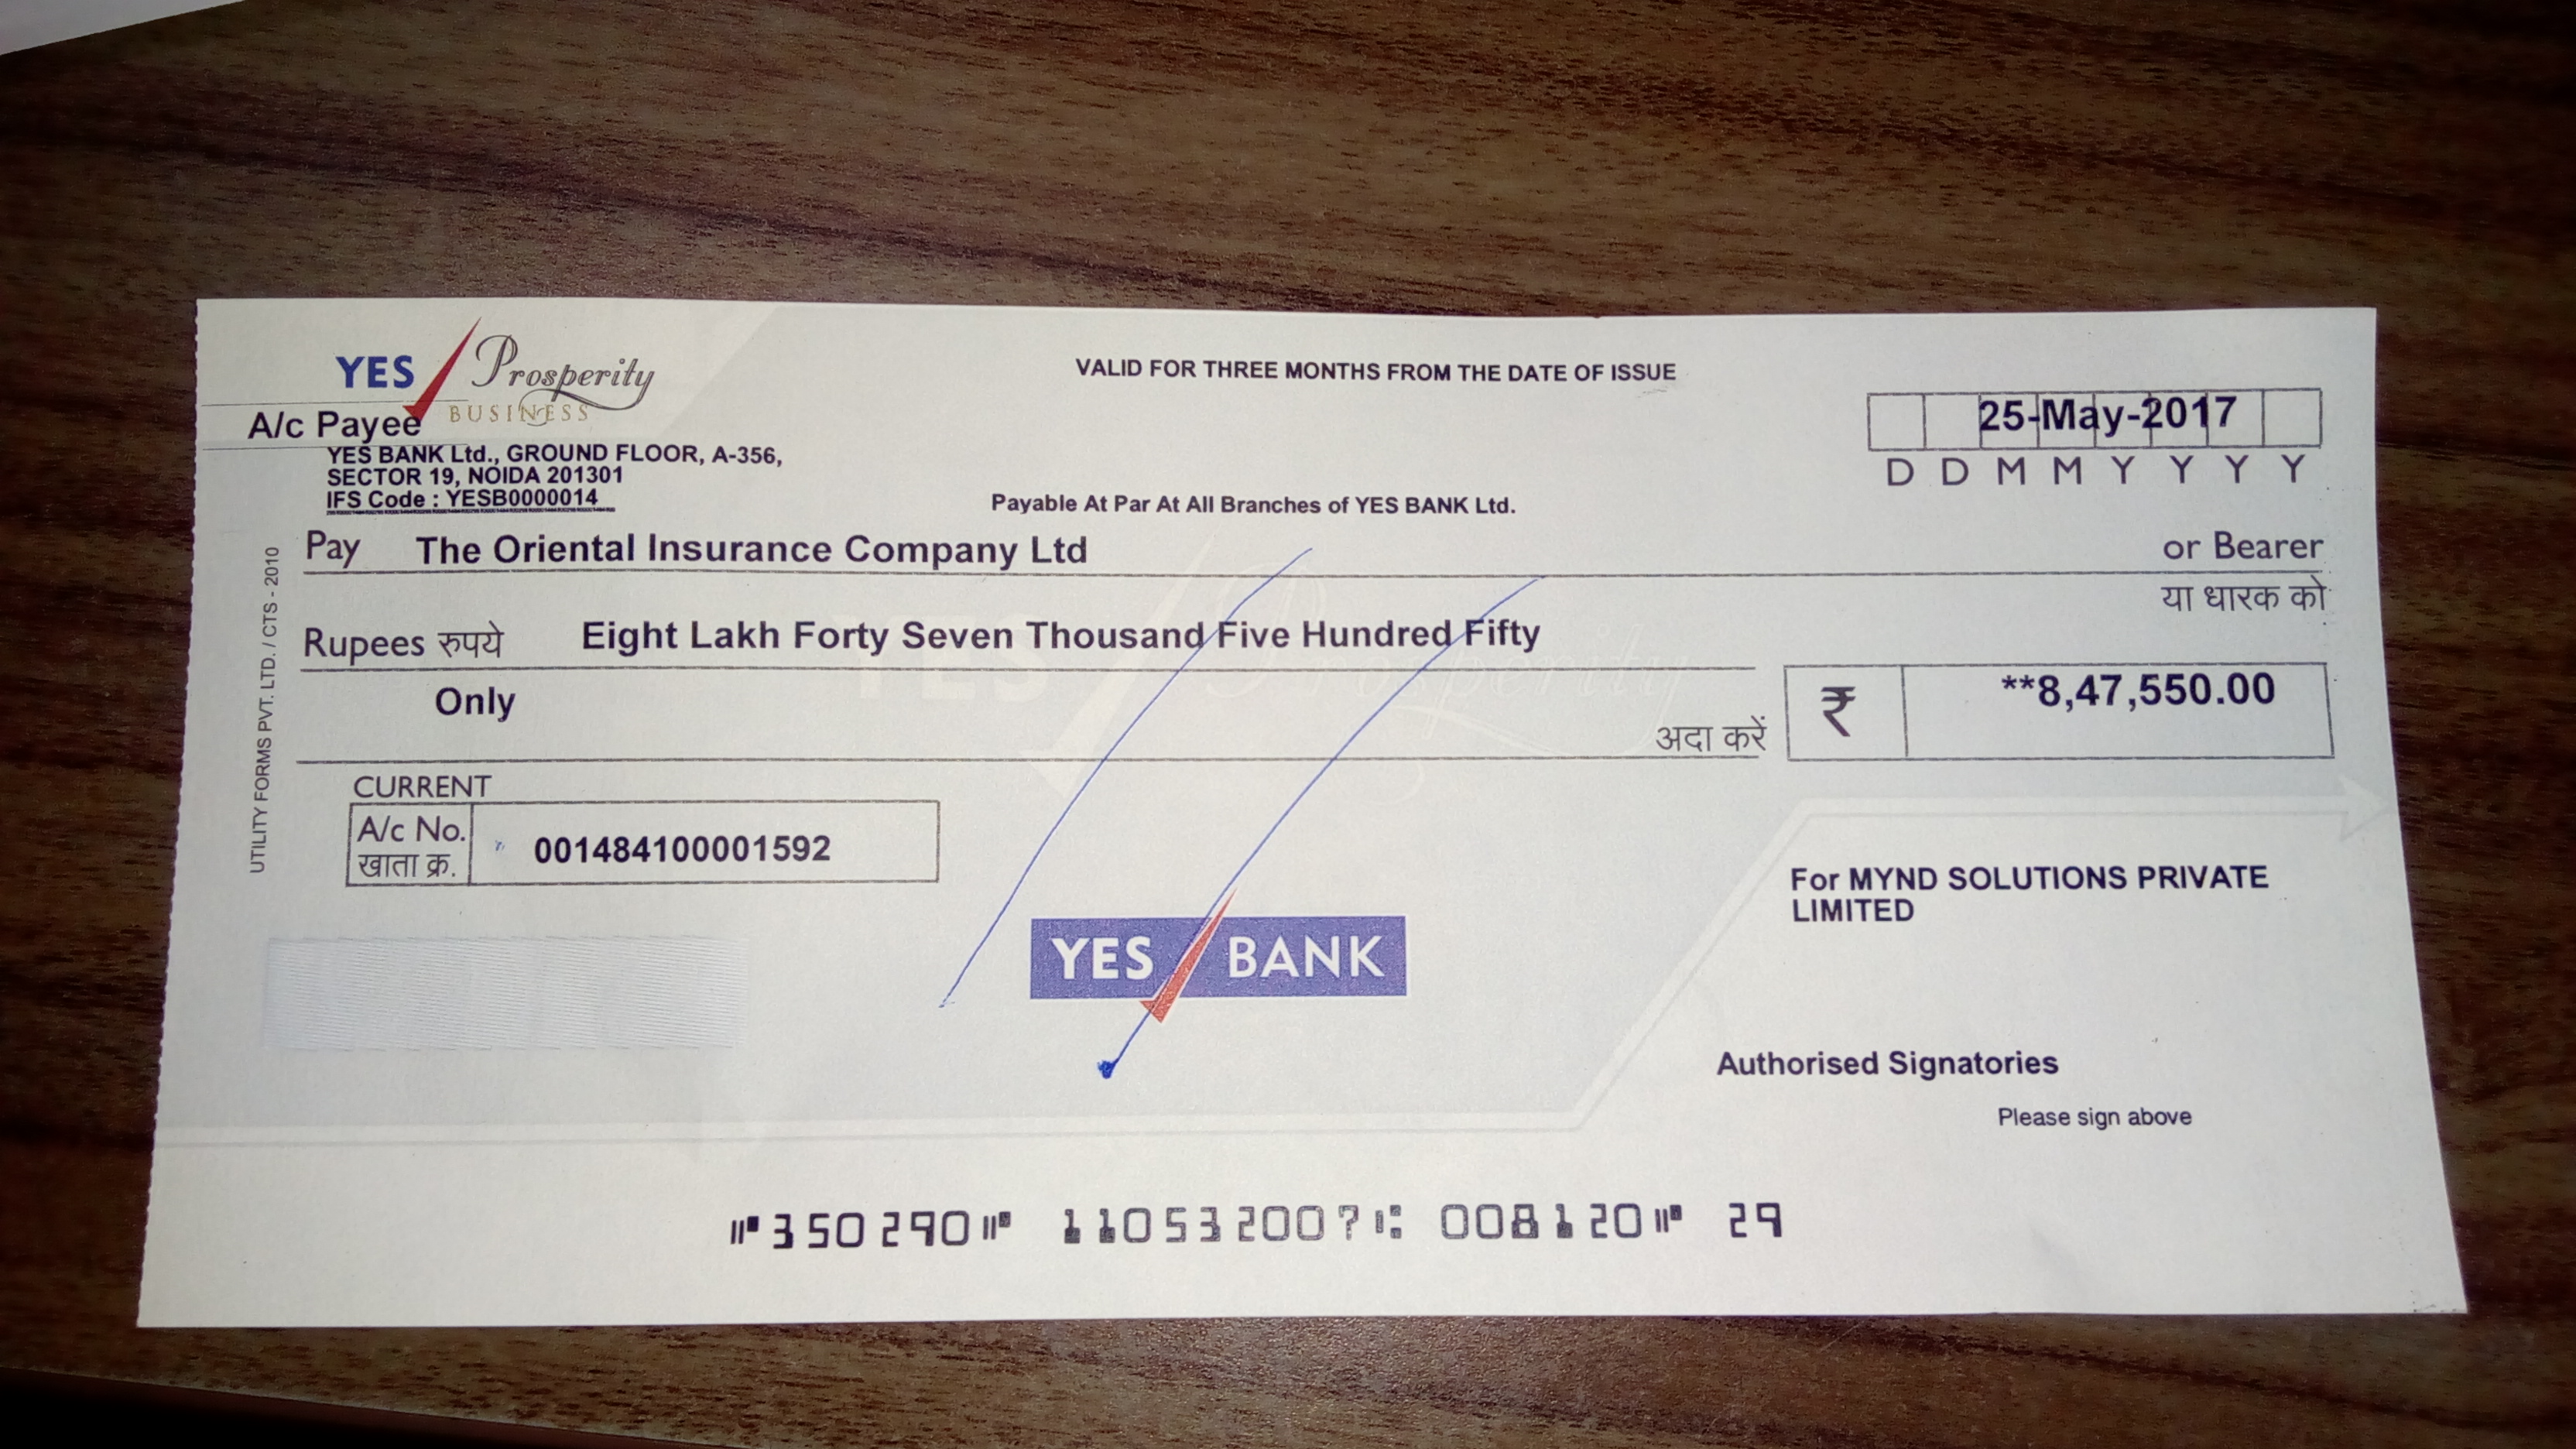 YES Prosperity
BUSINESS
A/c Payee
YES BANK Ltd., GROUND FLOOR, A-356,
SECTOR 19, NOIDA 201301
IFS Code : YESB0000014
VALID FOR THREE MONTHS FROM THE DATE OF ISSUE
25-May-2017
D D M M Y Y Y Y
Payable At Par At All Branches of YES BANK Ltd.
Pay The Oriental Insurance Company Ltd or Bearer
या धारक को
Rupees रुपये Eight Lakh Forty Seven Thousand Five Hundred Fifty
Only
अदा करें ₹ **8,47,550.00
CURRENT
A/c No.
खाता क्र. 001484100001592
UTILITY FORMS PVT. LTD. / CTS - 2010
YES Prosperity
YES BANK
For MYND SOLUTIONS PRIVATE
LIMITED
Authorised Signatories
Please sign above
⑈350290⑈ 110532007⑆ 008120⑈ 29